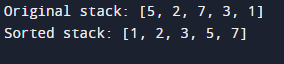 Original stack: [5, 2, 7, 3, 1]
Sorted stack: [1, 2, 3, 5, 7]